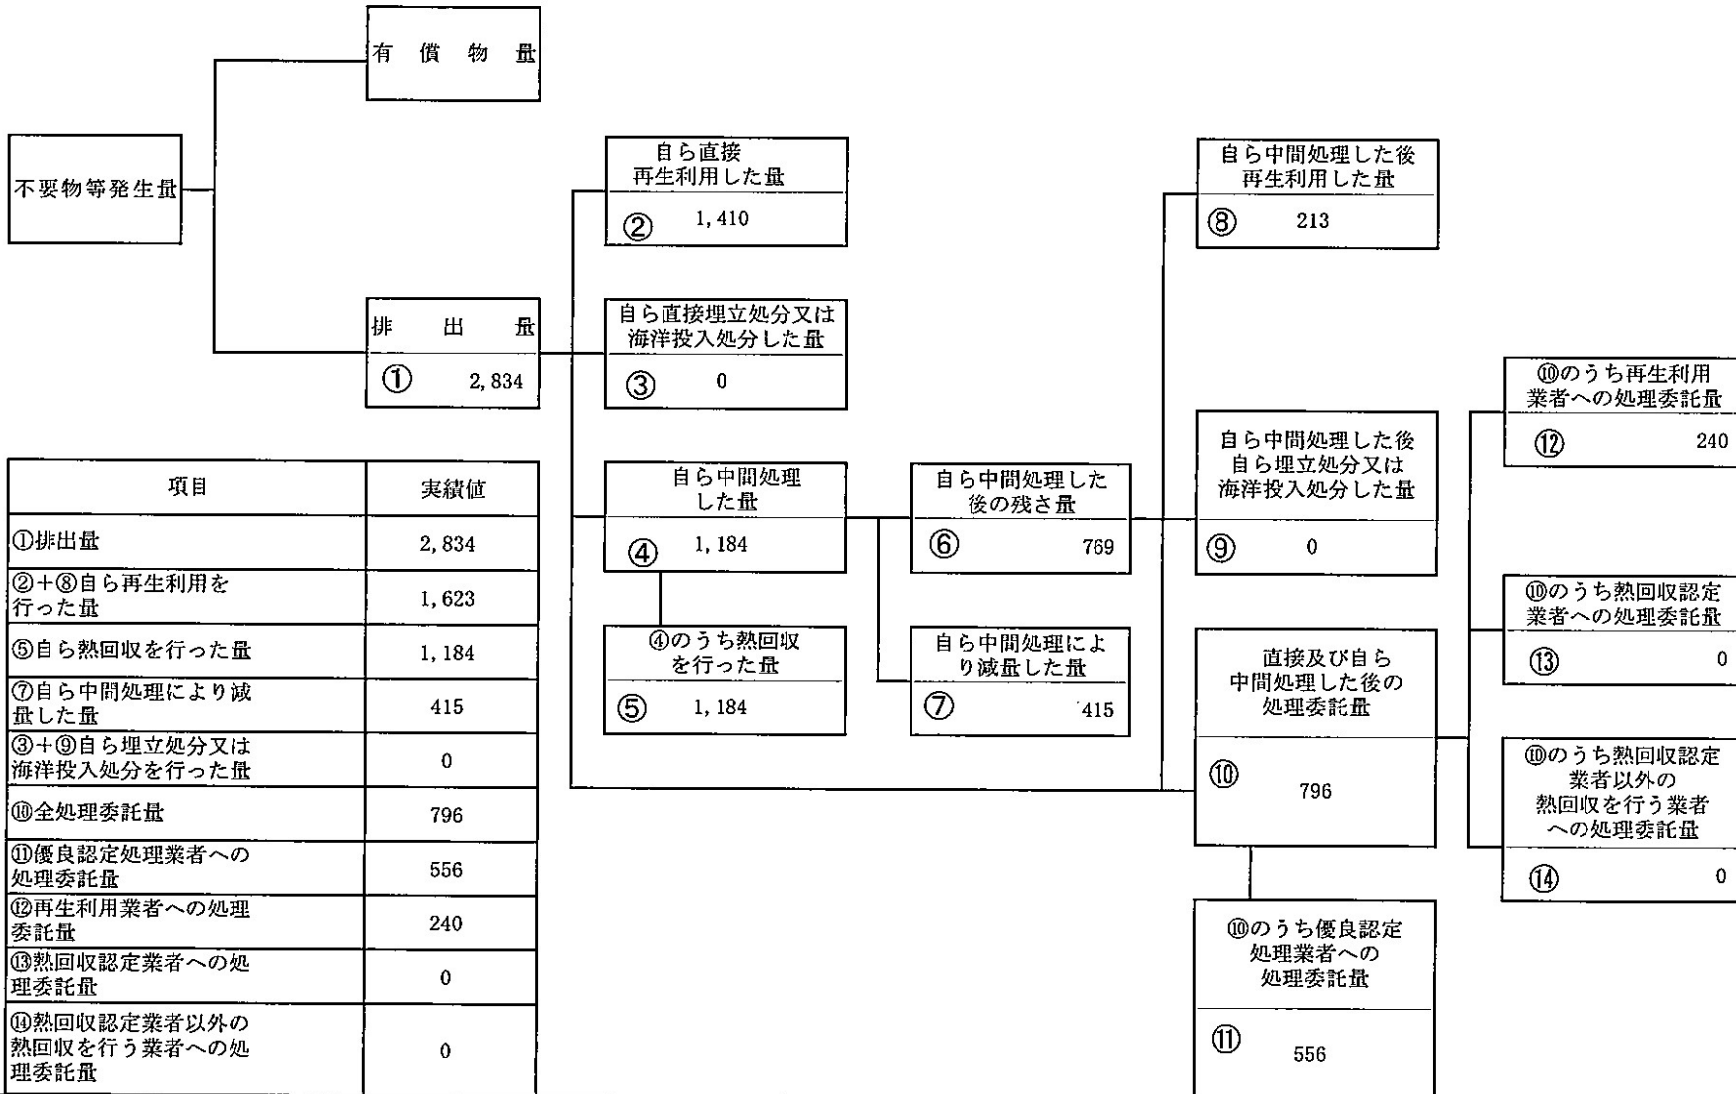 有償物量
不要物等発生量
排出量
① 2,834
自ら直接
再生利用した量
② 1,410
自ら直接埋立処分又は
海洋投入処分した量
③ 0
自ら中間処理
した量
④ 1,184
④のうち熱回収
を行った量
⑤ 1,184
自ら中間処理した
後の残さ量
⑥ 769
自ら中間処理によ
り減量した量
⑦ 415
自ら中間処理した後
再生利用した量
⑧ 213
自ら中間処理した後
自ら埋立処分又は
海洋投入処分した量
⑨ 0
直接及び自ら
中間処理した後の
処理委託量
⑩ 796
⑩のうち優良認定
処理業者への
処理委託量
⑪ 556
⑩のうち再生利用
業者への処理委託量
⑫ 240
⑩のうち熱回収認定
業者への処理委託量
⑬ 0
⑩のうち熱回収認定
業者以外の
熱回収を行う業者
への処理委託量
⑭ 0
項目 実績値
①排出量 2,834
②+⑧自ら再生利用を
行った量 1,623
⑤自ら熱回収を行った量 1,184
⑦自ら中間処理により減
量した量 415
③+⑨自ら埋立処分又は
海洋投入処分を行った量 0
⑩全処理委託量 796
⑪優良認定処理業者への
処理委託量 556
⑫再生利用業者への処理
委託量 240
⑬熱回収認定業者への処
理委託量 0
⑭熱回収認定業者以外の
熱回収を行う業者への処
理委託量 0